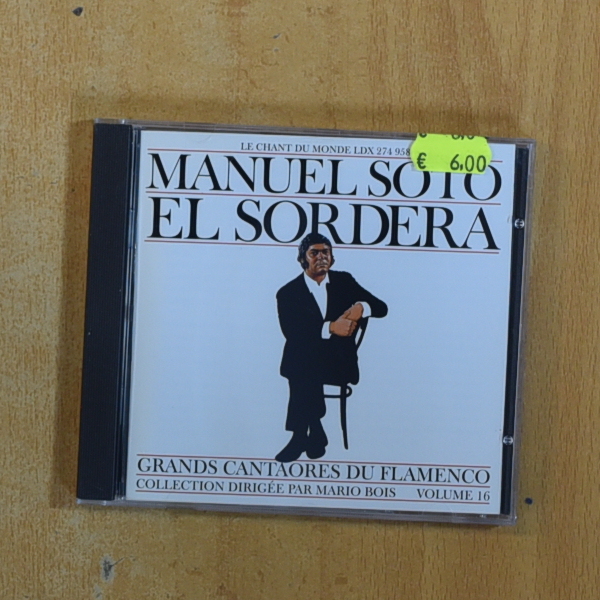 LE CHANT DU MONDE LDX 274 958
€ 6,00
MANUEL SOTO
EL SORDERA
GRANDS CANTAORES DU FLAMENCO
COLLECTION DIRIGÉE PAR MARIO BOIS VOLUME 16